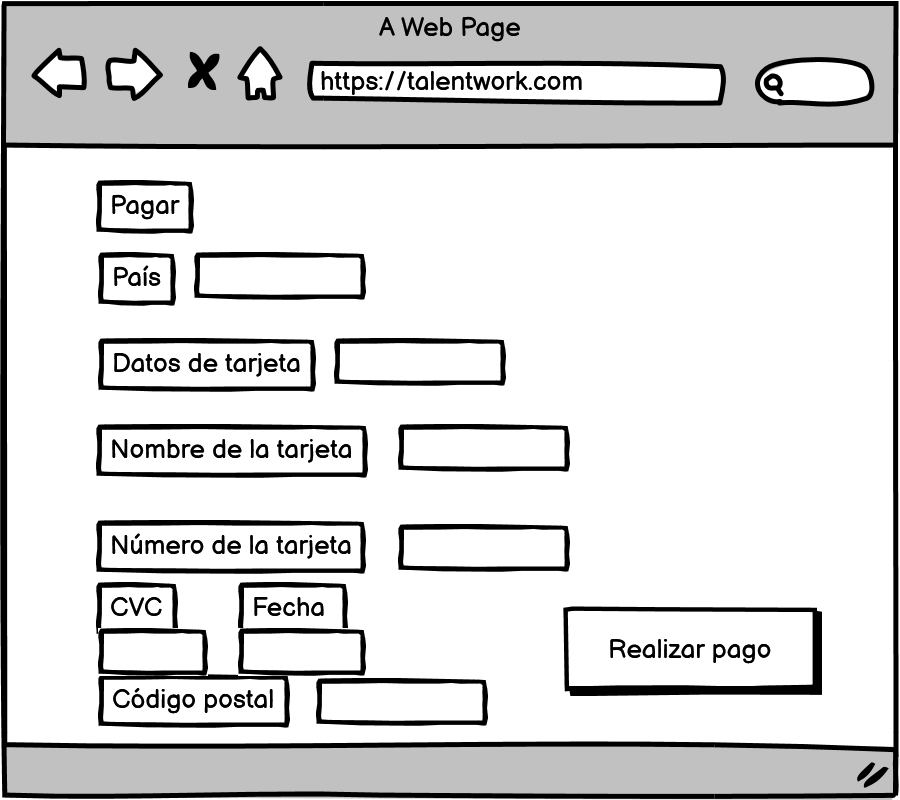 A Web Page
https://talentwork.com
Pagar
País
Datos de tarjeta
Nombre de la tarjeta
Número de la tarjeta
CVC
Fecha
Realizar pago
Código postal